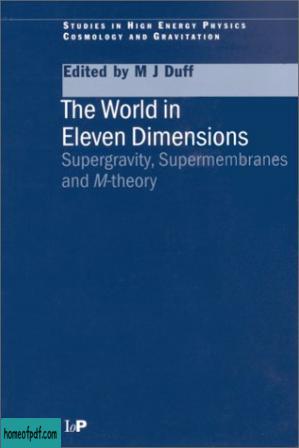 STUDIES IN HIGH ENERGY PHYSICS
COSMOLOGY AND GRAVITATION
Edited by M J Duff
The World in
Eleven Dimensions
Supergravity, Supermembranes
and M-theory
IoP
homeofpdf.com